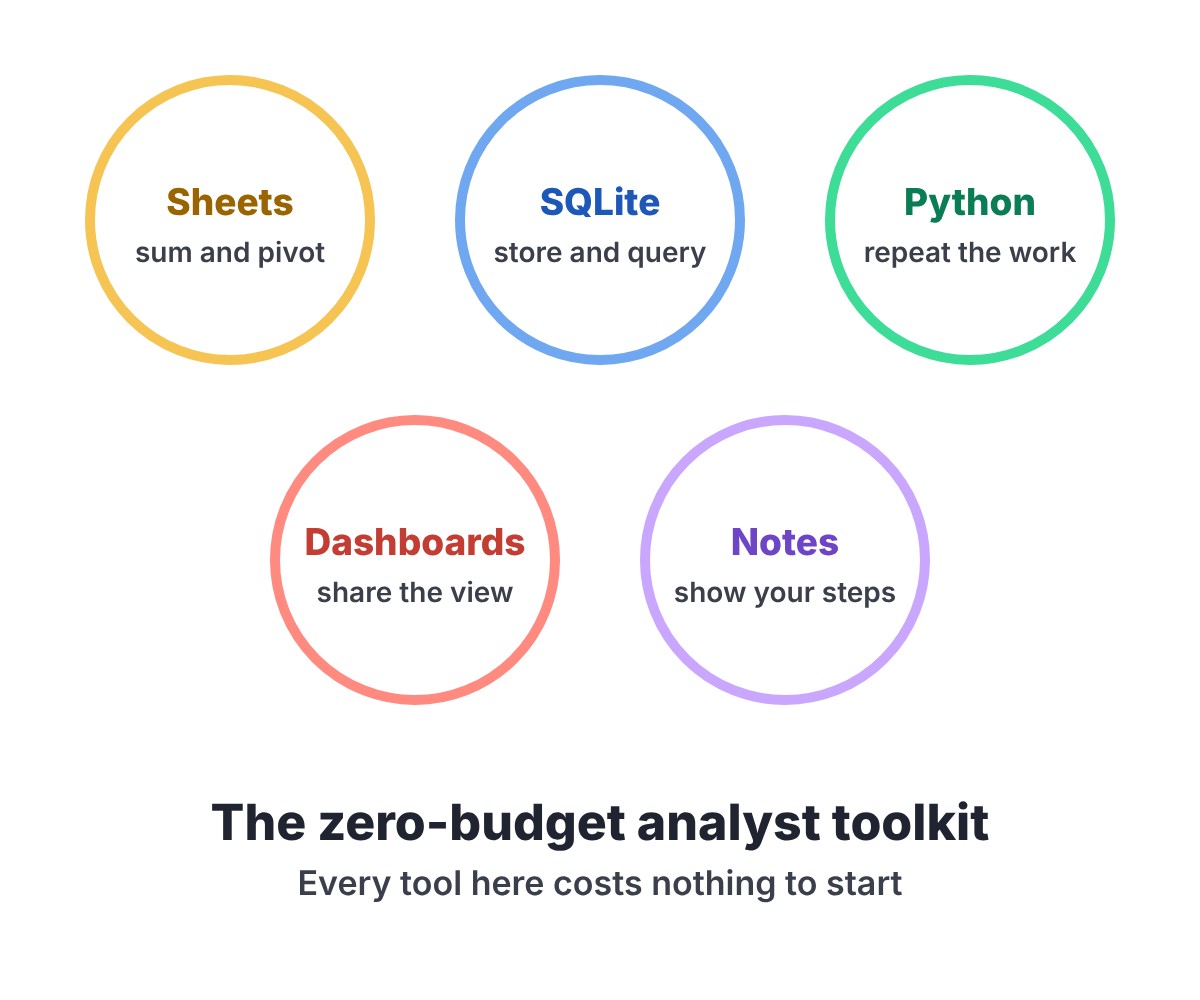 Sheets
sum and pivot
SQLite
store and query
Python
repeat the work
Dashboards
share the view
Notes
show your steps
The zero-budget analyst toolkit
Every tool here costs nothing to start